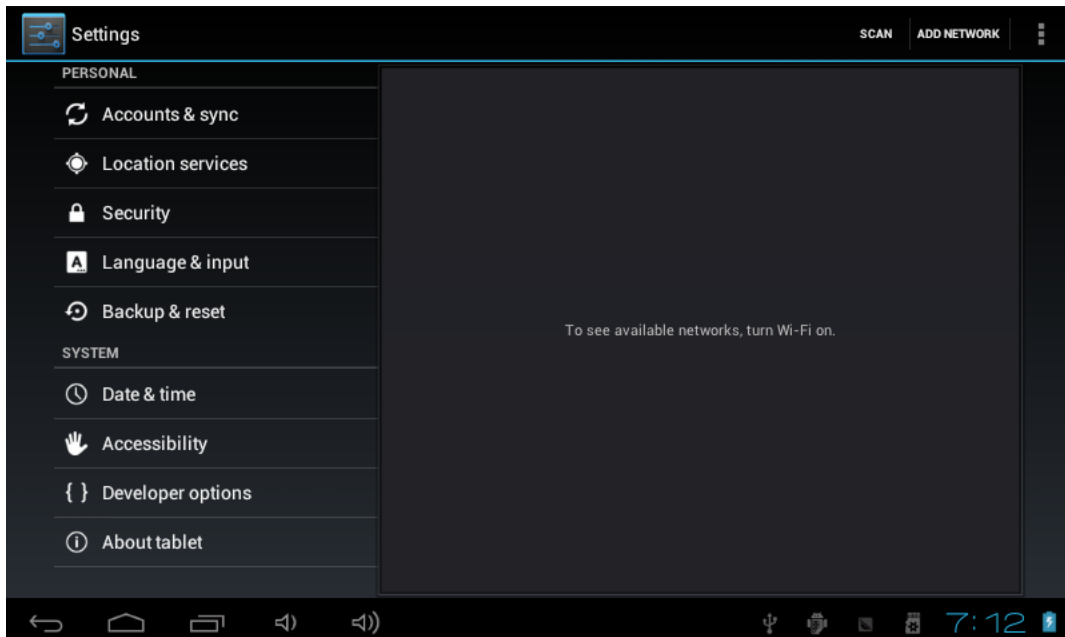 Settings
SCAN
ADD NETWORK
PERSONAL
Accounts & sync
Location services
Security
Language & input
Backup & reset
SYSTEM
Date & time
Accessibility
Developer options
About tablet
To see available networks, turn Wi-Fi on.
7:12